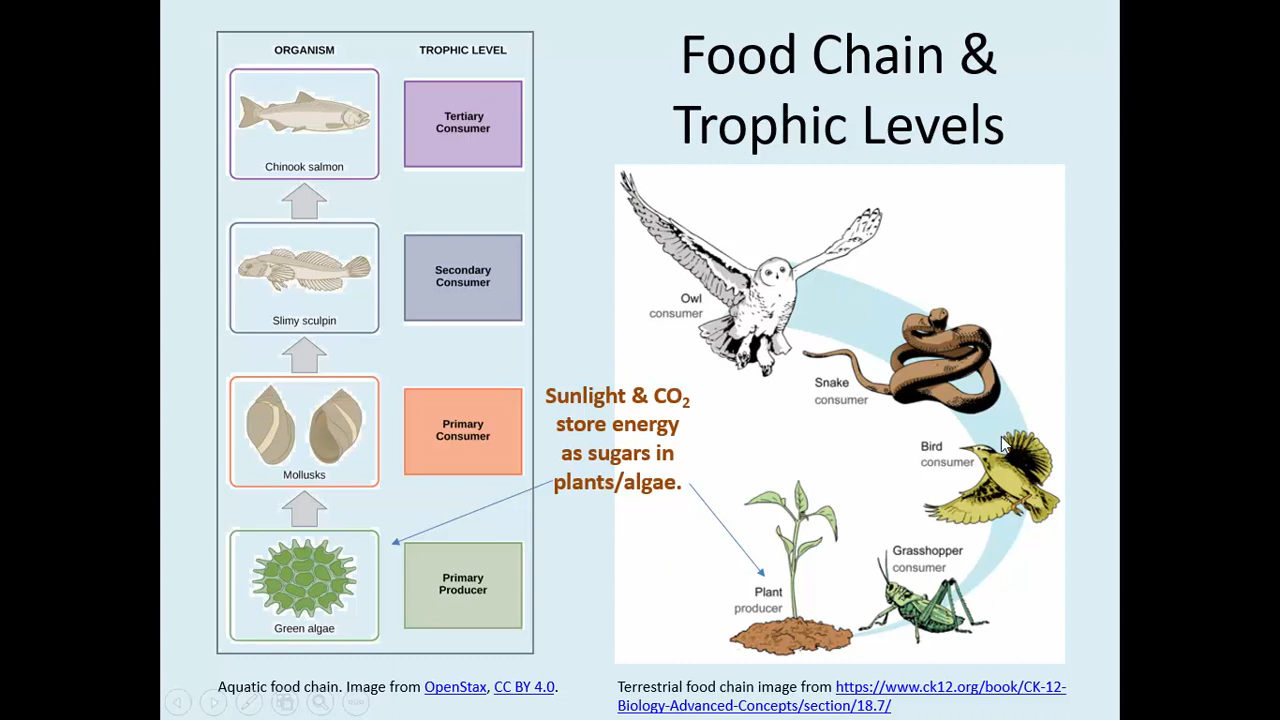 Food Chain &
Trophic Levels
ORGANISM
TROPHIC LEVEL
Chinook salmon
Tertiary
Consumer
Slimy sculpin
Secondary
Consumer
Mollusks
Primary
Consumer
Green algae
Primary
Producer
Sunlight & CO₂
store energy
as sugars in
plants/algae.
Owl
consumer
Snake
consumer
Bird
consumer
Grasshopper
consumer
Plant
producer
Aquatic food chain. Image from OpenStax, CC BY 4.0.
Terrestrial food chain image from https://www.ck12.org/book/CK-12-
Biology-Advanced-Concepts/section/18.7/